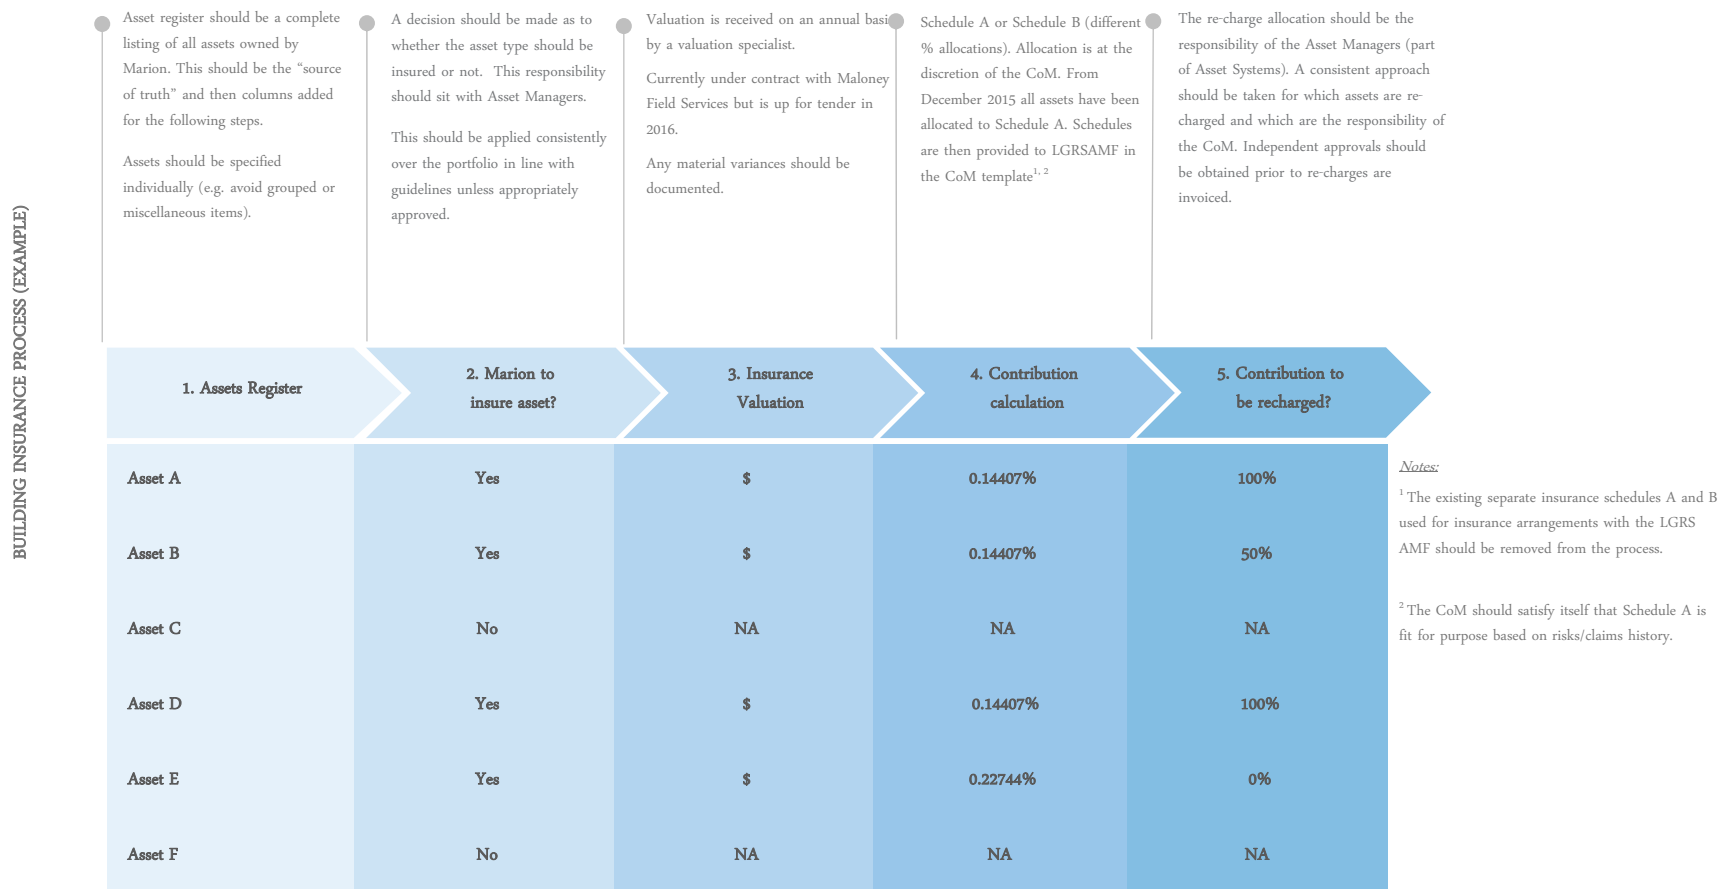 BUILDING INSURANCE PROCESS (EXAMPLE)
Asset register should be a complete
listing of all assets owned by
Marion. This should be the “source
of truth” and then columns added
for the following steps.
Assets should be specified
individually (e.g. avoid grouped or
miscellaneous items).
A decision should be made as to
whether the asset type should be
insured or not. This responsibility
should sit with Asset Managers.
This should be applied consistently
over the portfolio in line with
guidelines unless appropriately
approved.
Valuation is received on an annual basis
by a valuation specialist.
Currently under contract with Maloney
Field Services but is up for tender in
2016.
Any material variances should be
documented.
Schedule A or Schedule B (different
% allocations). Allocation is at the
discretion of the CoM. From
December 2015 all assets have been
allocated to Schedule A. Schedules
are then provided to LGRSAMF in
the CoM template1, 2
The re-charge allocation should be the
responsibility of the Asset Managers (part
of Asset Systems). A consistent approach
should be taken for which assets are re-
charged and which are the responsibility of
the CoM. Independent approvals should
be obtained prior to re-charges are
invoiced.
1. Assets Register
2. Marion to
insure asset?
3. Insurance
Valuation
4. Contribution
calculation
5. Contribution to
be recharged?
Asset A Yes $ 0.14407% 100%
Asset B Yes $ 0.14407% 50%
Asset C No NA NA NA
Asset D Yes $ 0.14407% 100%
Asset E Yes $ 0.22744% 0%
Asset F No NA NA NA
Notes:
1 The existing separate insurance schedules A and B
used for insurance arrangements with the LGRS
AMF should be removed from the process.
2 The CoM should satisfy itself that Schedule A is
fit for purpose based on risks/claims history.